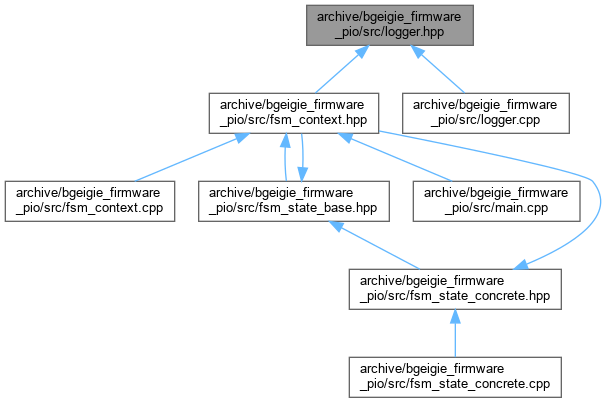 archive/bgeigie_firmware
_pio/src/logger.hpp
archive/bgeigie_firmware
_pio/src/fsm_context.hpp
archive/bgeigie_firmware
_pio/src/logger.cpp
archive/bgeigie_firmware
_pio/src/fsm_context.cpp
archive/bgeigie_firmware
_pio/src/fsm_state_base.hpp
archive/bgeigie_firmware
_pio/src/main.cpp
archive/bgeigie_firmware
_pio/src/fsm_state_concrete.hpp
archive/bgeigie_firmware
_pio/src/fsm_state_concrete.cpp